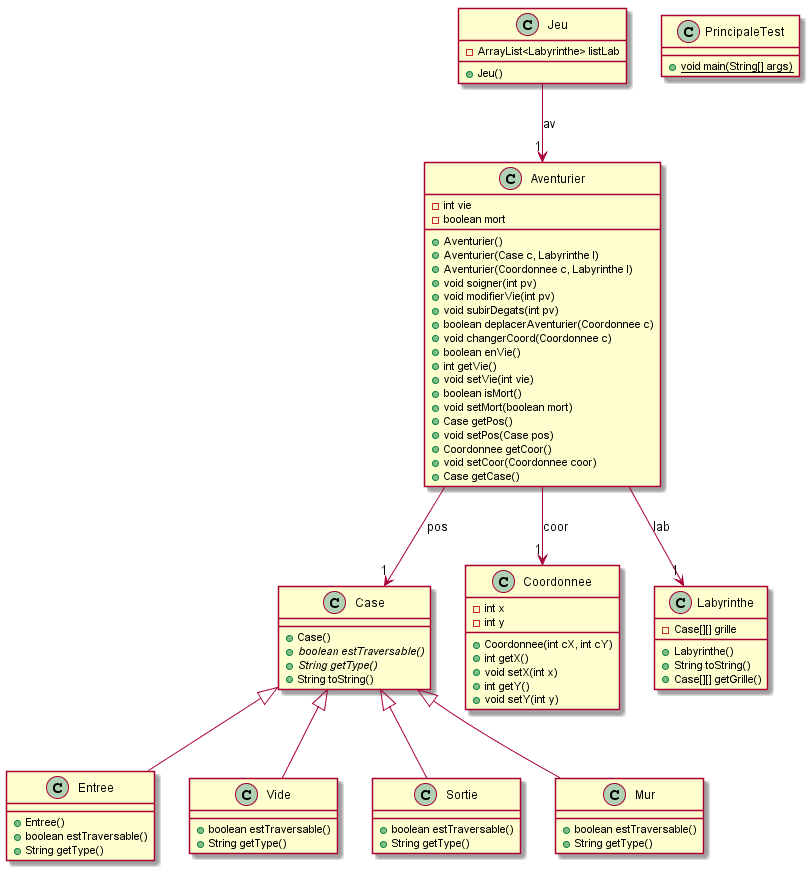 C Jeu
ArrayList<Labyrinthe> listLab
Jeu()
C PrincipaleTest
void main(String[] args)
av
1
C Aventurier
int vie
boolean mort
Aventurier()
Aventurier(Case c, Labyrinthe l)
Aventurier(Coordonnee c, Labyrinthe l)
void soigner(int pv)
void modifierVie(int pv)
void subirDegats(int pv)
boolean deplacerAventurier(Coordonnee c)
void changerCoord(Coordonnee c)
boolean enVie()
int getVie()
void setVie(int vie)
boolean isMort()
void setMort(boolean mort)
Case getPos()
void setPos(Case pos)
Coordonnee getCoor()
void setCoor(Coordonnee coor)
Case getCase()
pos
coor
lab
1
1
1
C Case
Case()
boolean estTraversable()
String getType()
String toString()
C Coordonnee
int x
int y
Coordonnee(int cX, int cY)
int getX()
void setX(int x)
int getY()
void setY(int y)
C Labyrinthe
Case[][] grille
Labyrinthe()
String toString()
Case[][] getGrille()
C Entree
Entree()
boolean estTraversable()
String getType()
C Vide
boolean estTraversable()
String getType()
C Sortie
boolean estTraversable()
String getType()
C Mur
boolean estTraversable()
String getType()